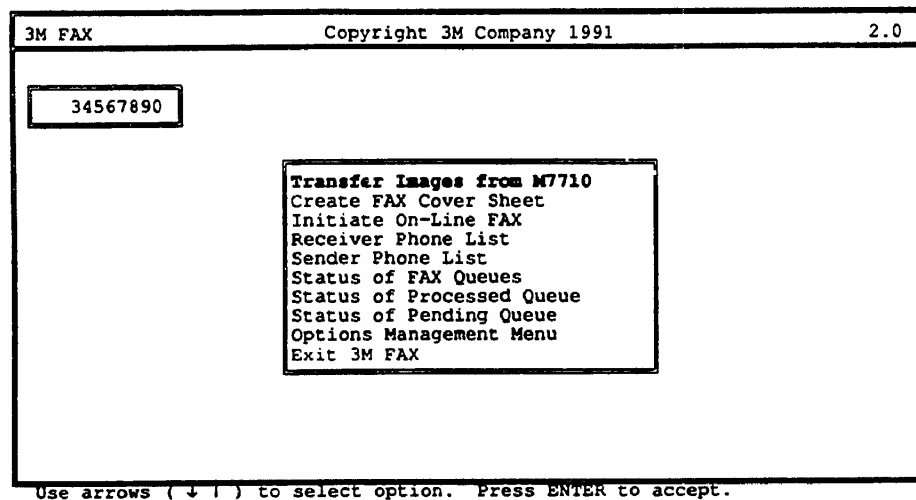 3M FAX Copyright 3M Company 1991 2.0
34567890
Transfer Images from M7710
Create FAX Cover Sheet
Initiate On-Line FAX
Receiver Phone List
Sender Phone List
Status of FAX Queues
Status of Processed Queue
Status of Pending Queue
Options Management Menu
Exit 3M FAX
Use arrows ( ↓ ↑ ) to select option. Press ENTER to accept.